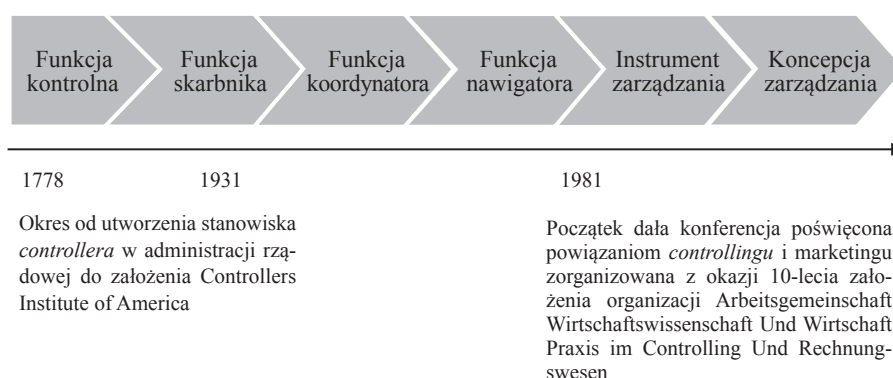 Funkcja
kontrolna
Funkcja
skarbnika
Funkcja
koordynatora
Funkcja
nawigatora
Instrument
zarządzania
Koncepcja
zarządzania
1778
1931
1981
Okres od utworzenia stanowiska
controllera w administracji rzą-
dowej do założenia Controllers
Institute of America
Początek dała konferencja poświęcona
powiązaniom controllingu i marketingu
zorganizowana z okazji 10-lecia zało-
żenia organizacji Arbeitsgemeinschaft
Wirtschaftswissenschaft Und Wirtschaft
Praxis im Controlling Und Rechnung-
swesen